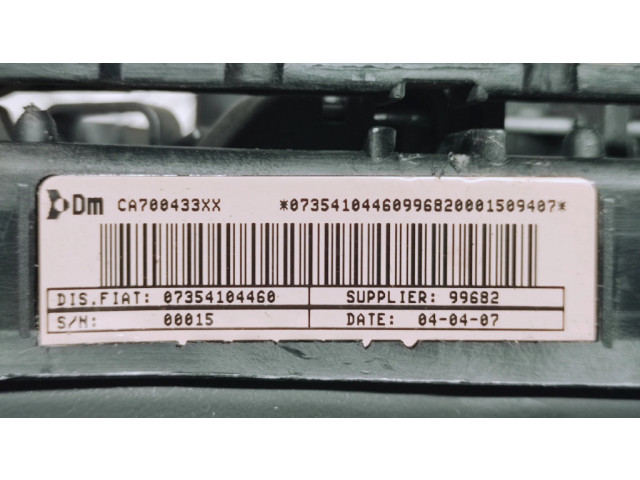 Dm CA700433XX *07354104460996820001509407*
DIS.FIAT: 07354104460 SUPPLIER: 99682
S/N: 00015 DATE: 04-04-07